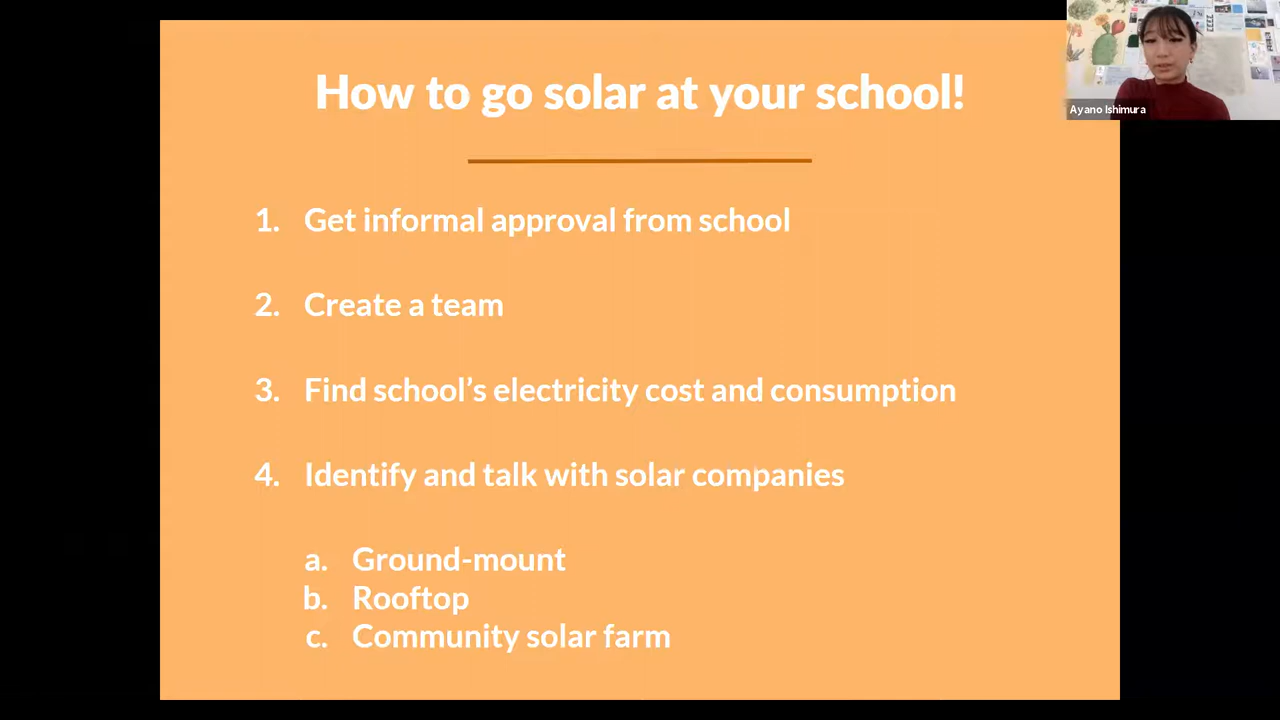 How to go solar at your school!
1. Get informal approval from school
2. Create a team
3. Find school's electricity cost and consumption
4. Identify and talk with solar companies
a. Ground-mount
b. Rooftop
c. Community solar farm
Ayano Ishimura